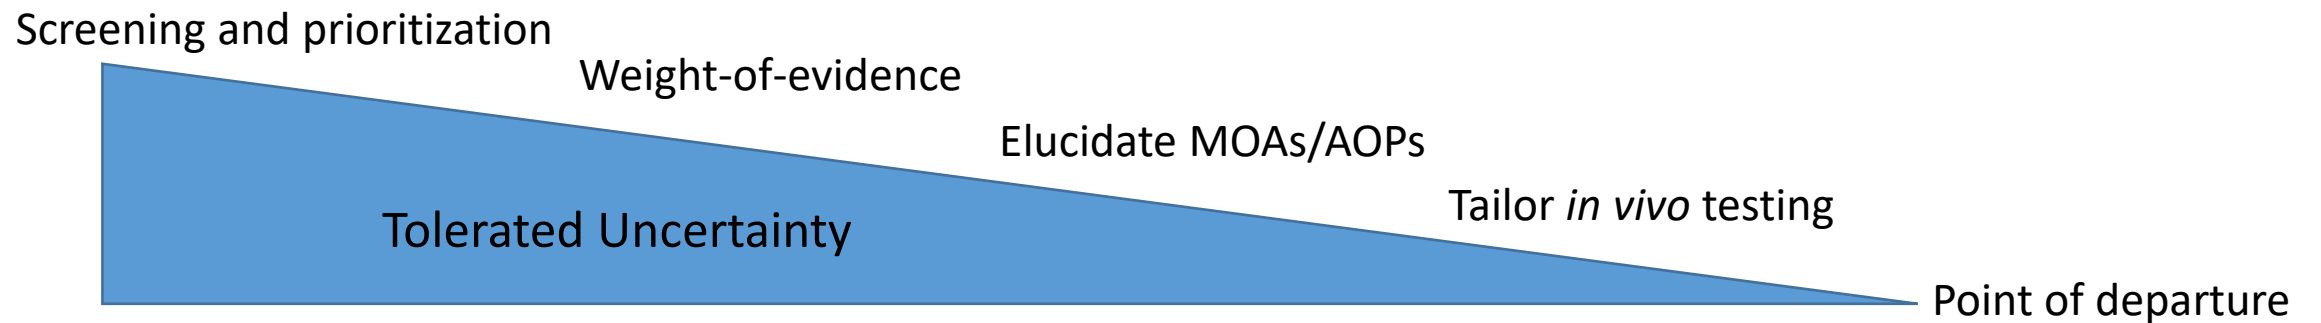 Screening and prioritization
Weight-of-evidence
Elucidate MOAs/AOPs
Tailor in vivo testing
Tolerated Uncertainty
Point of departure